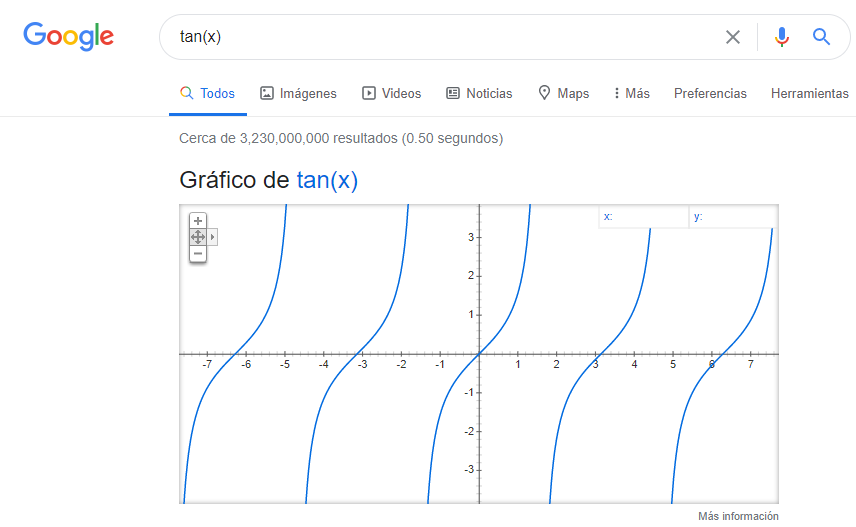 Google
tan(x)
Todos Imágenes Videos Noticias Maps Más Preferencias Herramientas
Cerca de 3,230,000,000 resultados (0.50 segundos)
Gráfico de tan(x)
x: y:
3
2
1
-7 -6 -5 -4 -3 -2 -1 1 2 3 4 5 6 7
-1
-2
-3
Más información